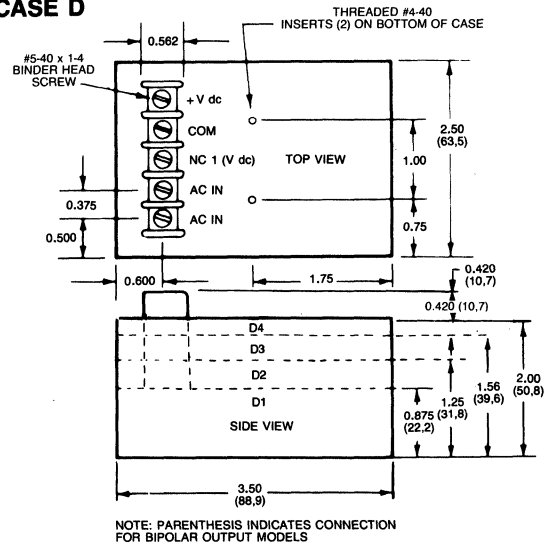 CASE D
THREADED #4-40
INSERTS (2) ON BOTTOM OF CASE
0.562
#5-40 x 1-4
BINDER HEAD
SCREW
+ V dc
COM
NC 1 (V dc)
AC IN
AC IN
TOP VIEW
2.50
(63,5)
1.00
0.75
0.375
0.500
0.600
1.75
0.420
(10,7)
0.420 (10,7)
D4
D3
D2
D1
SIDE VIEW
0.875
(22,2)
1.25
(31,8)
1.56
(39,6)
2.00
(50,8)
3.50
(88,9)
NOTE: PARENTHESIS INDICATES CONNECTION
FOR BIPOLAR OUTPUT MODELS